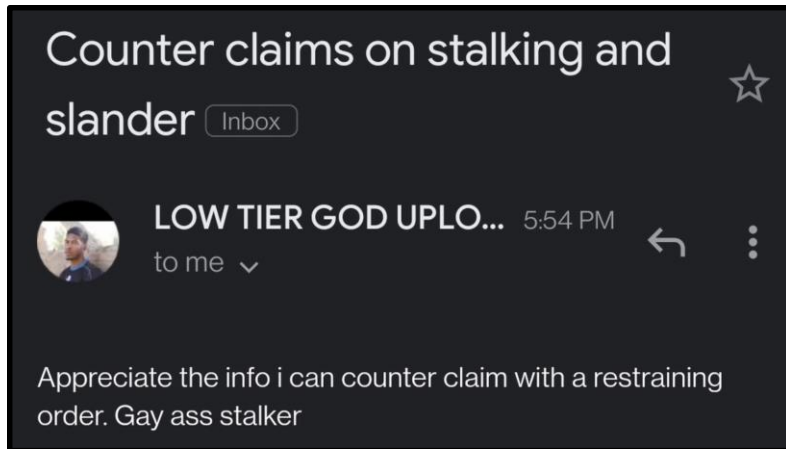 Counter claims on stalking and
slander Inbox
LOW TIER GOD UPLO... 5:54 PM
to me
Appreciate the info i can counter claim with a restraining
order. Gay ass stalker